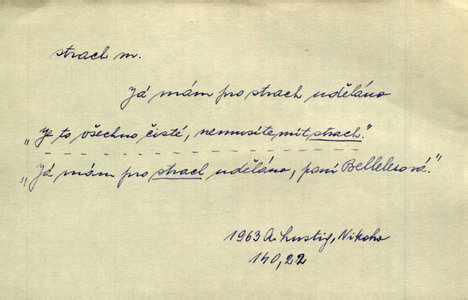 strach m.
Já mám pro strach uděláno
„Je to všechno čisté, nemusíte mít strach."
„Já mám pro strach uděláno, paní Bellelesová."
1963 A. Lustig, Nikoho
140,22